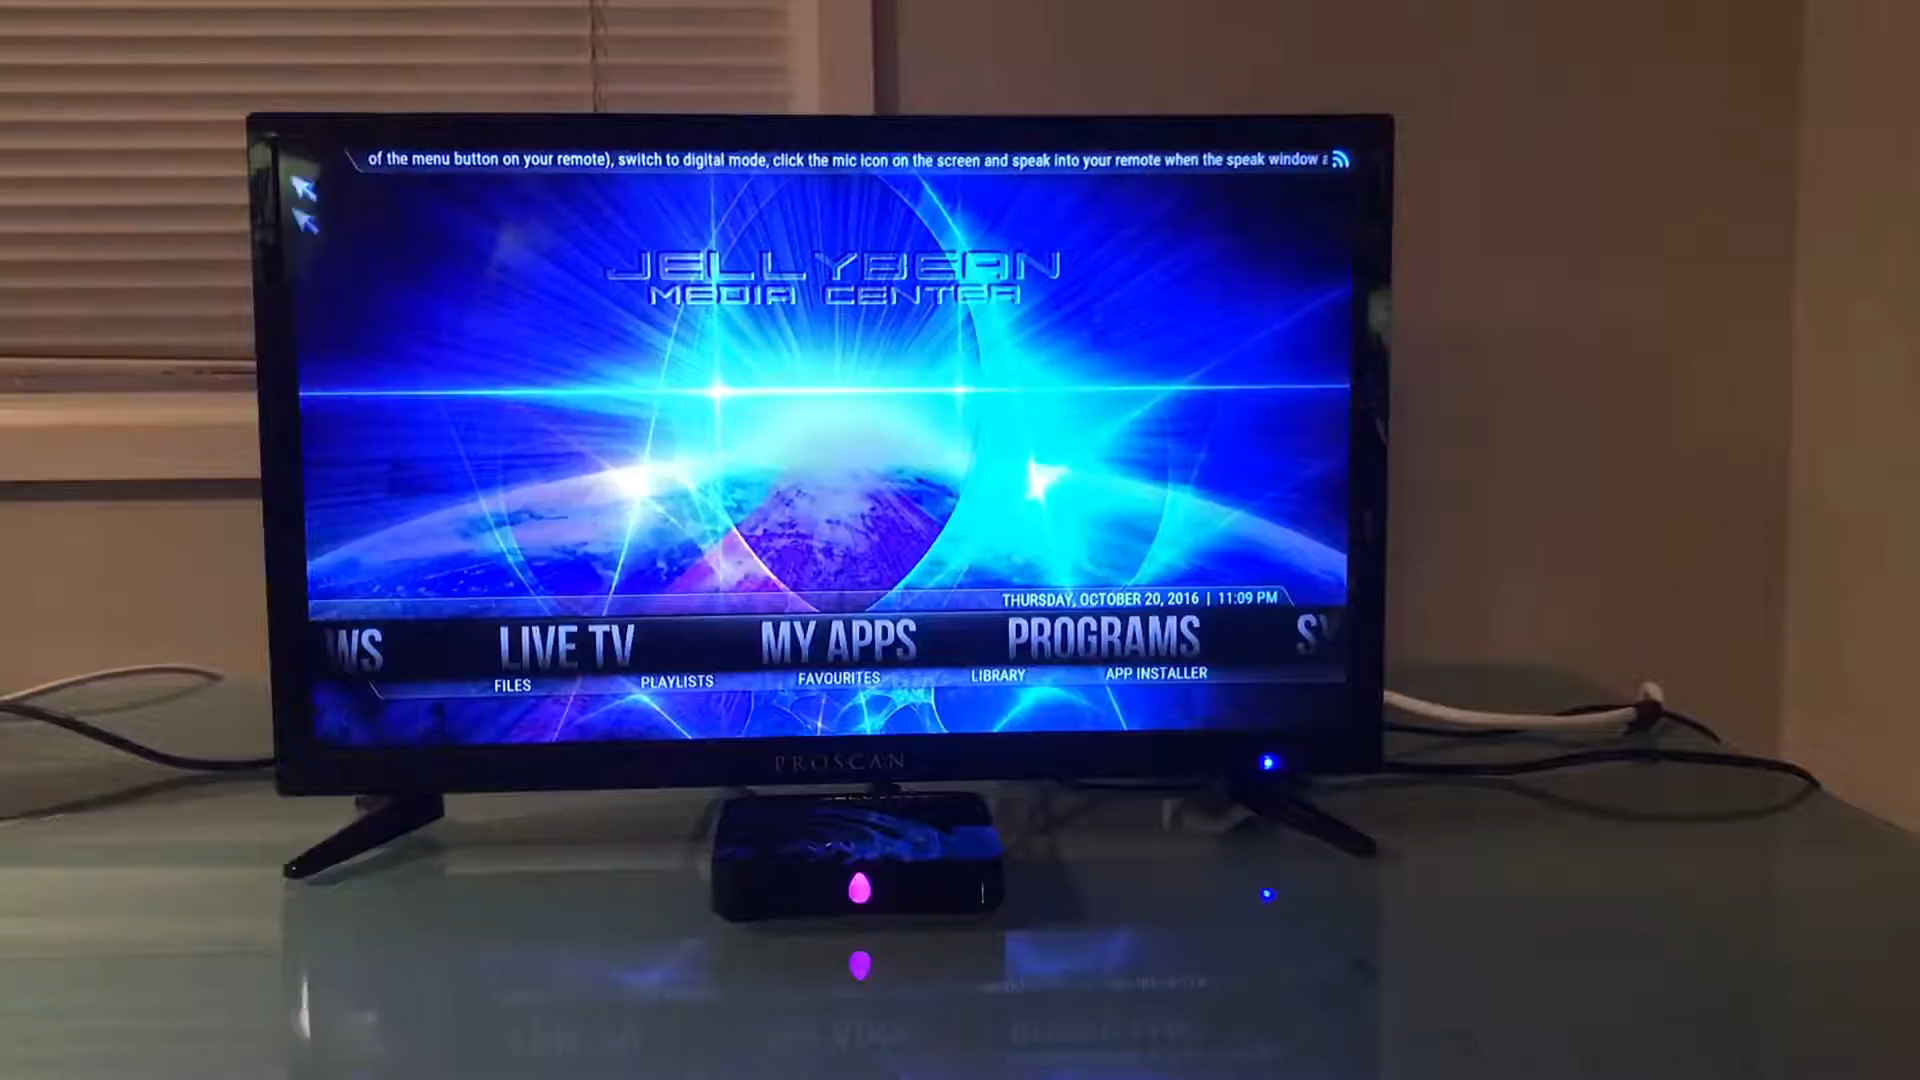 of the menu button on your remote), switch to digital mode, click the mic icon on the screen and speak into your remote when the speak window
JELLYBEAN
MEDIA CENTER
THURSDAY, OCTOBER 20, 2016 | 11:09 PM
WS LIVE TV MY APPS PROGRAMS SY
FILES PLAYLISTS FAVOURITES LIBRARY APP INSTALLER
PROSCAN